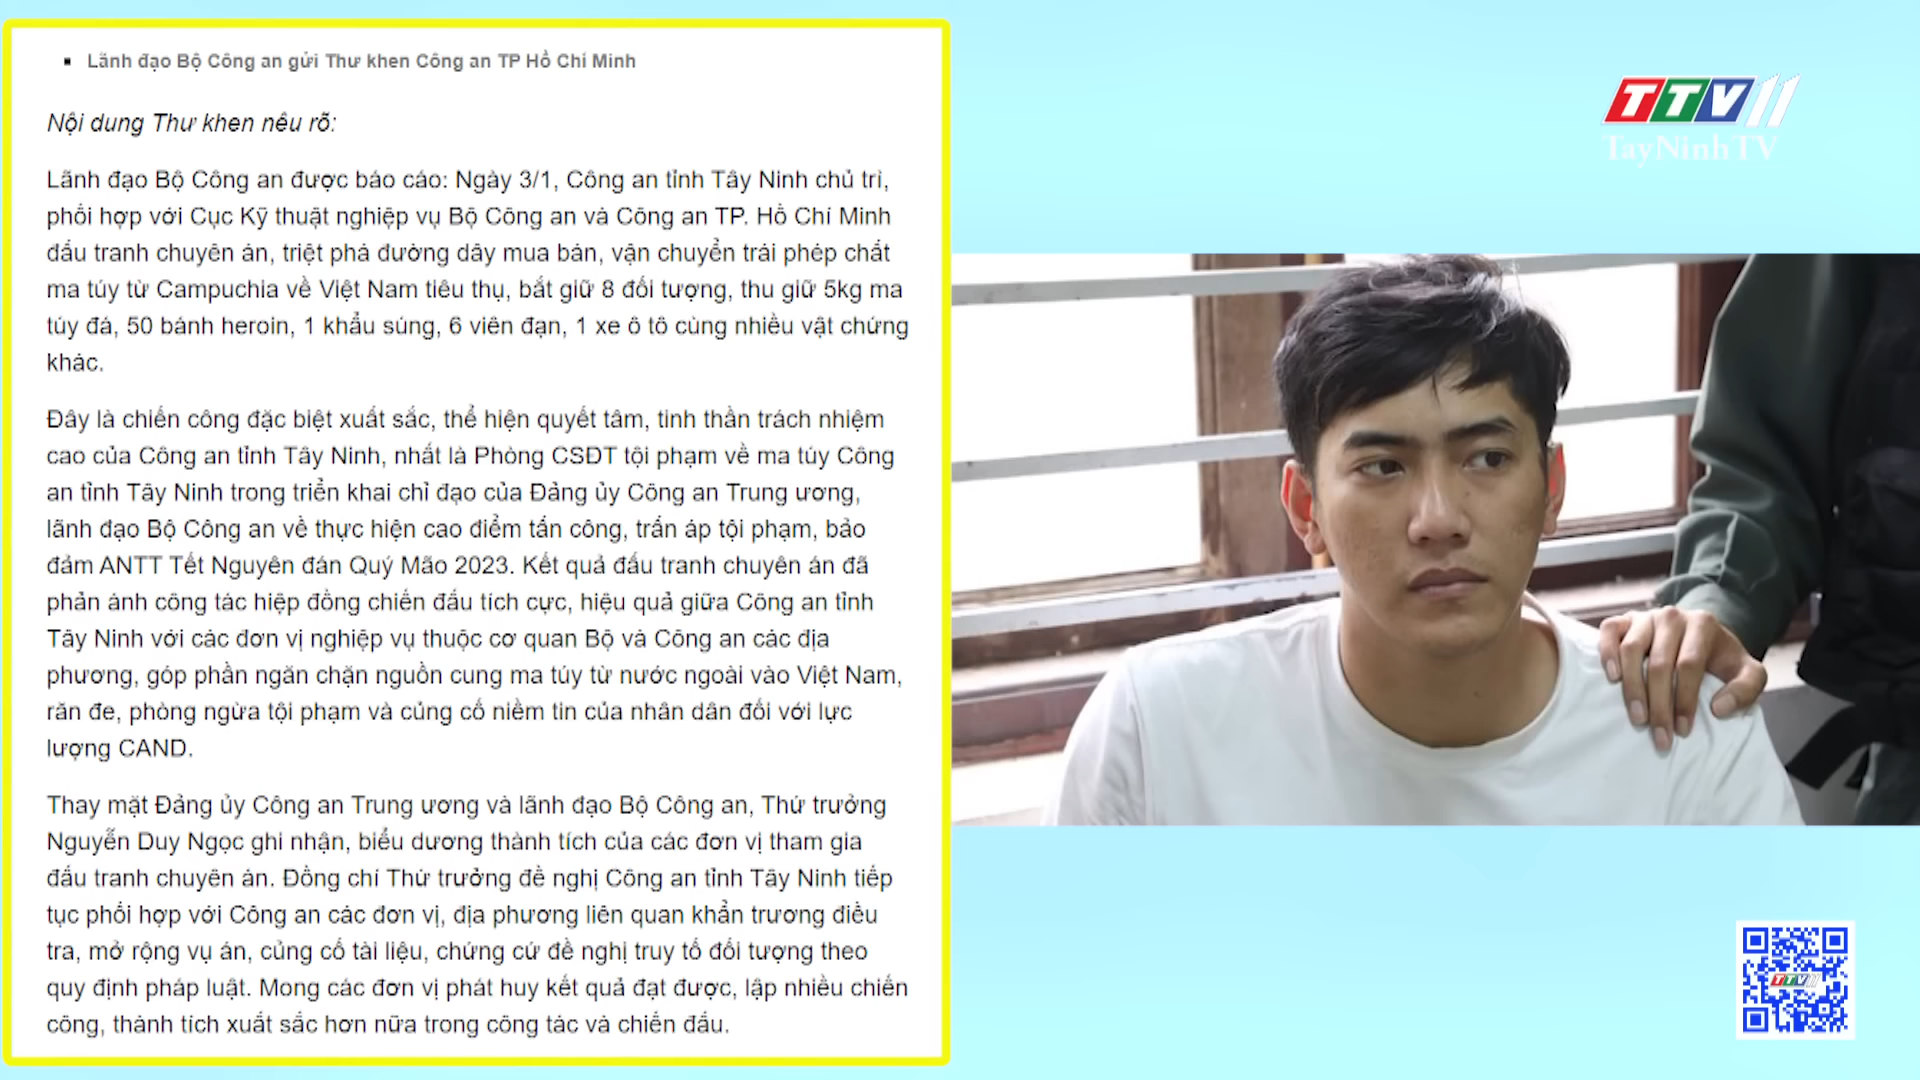 Lãnh đạo Bộ Công an gửi Thư khen Công an TP Hồ Chí Minh
Nội dung Thư khen nêu rõ:
Lãnh đạo Bộ Công an được báo cáo: Ngày 3/1, Công an tỉnh Tây Ninh chủ trì,
phối hợp với Cục Kỹ thuật nghiệp vụ Bộ Công an và Công an TP. Hồ Chí Minh
đấu tranh chuyên án, triệt phá đường dây mua bán, vận chuyển trái phép chất
ma túy từ Campuchia về Việt Nam tiêu thụ, bắt giữ 8 đối tượng, thu giữ 5kg ma
túy đá, 50 bánh heroin, 1 khẩu súng, 6 viên đạn, 1 xe ô tô cùng nhiều vật chứng
khác.
Đây là chiến công đặc biệt xuất sắc, thể hiện quyết tâm, tinh thần trách nhiệm
cao của Công an tỉnh Tây Ninh, nhất là Phòng CSĐT tội phạm về ma túy Công
an tỉnh Tây Ninh trong triển khai chỉ đạo của Đảng ủy Công an Trung ương,
lãnh đạo Bộ Công an về thực hiện cao điểm tấn công, trấn áp tội phạm, bảo
đảm ANTT Tết Nguyên đán Quý Mão 2023. Kết quả đấu tranh chuyên án đã
phản ánh công tác hiệp đồng chiến đấu tích cực, hiệu quả giữa Công an tỉnh
Tây Ninh với các đơn vị nghiệp vụ thuộc cơ quan Bộ và Công an các địa
phương, góp phần ngăn chặn nguồn cung ma túy từ nước ngoài vào Việt Nam,
răn đe, phòng ngừa tội phạm và củng cố niềm tin của nhân dân đối với lực
lượng CAND.
Thay mặt Đảng ủy Công an Trung ương và lãnh đạo Bộ Công an, Thứ trưởng
Nguyễn Duy Ngọc ghi nhận, biểu dương thành tích của các đơn vị tham gia
đấu tranh chuyên án. Đồng chí Thứ trưởng đề nghị Công an tỉnh Tây Ninh tiếp
tục phối hợp với Công an các đơn vị, địa phương liên quan khẩn trương điều
tra, mở rộng vụ án, củng cố tài liệu, chứng cứ đề nghị truy tố đối tượng theo
quy định pháp luật. Mong các đơn vị phát huy kết quả đạt được, lập nhiều chiến
công, thành tích xuất sắc hơn nữa trong công tác và chiến đấu.
TTV11
TayNinhTV
TTV11